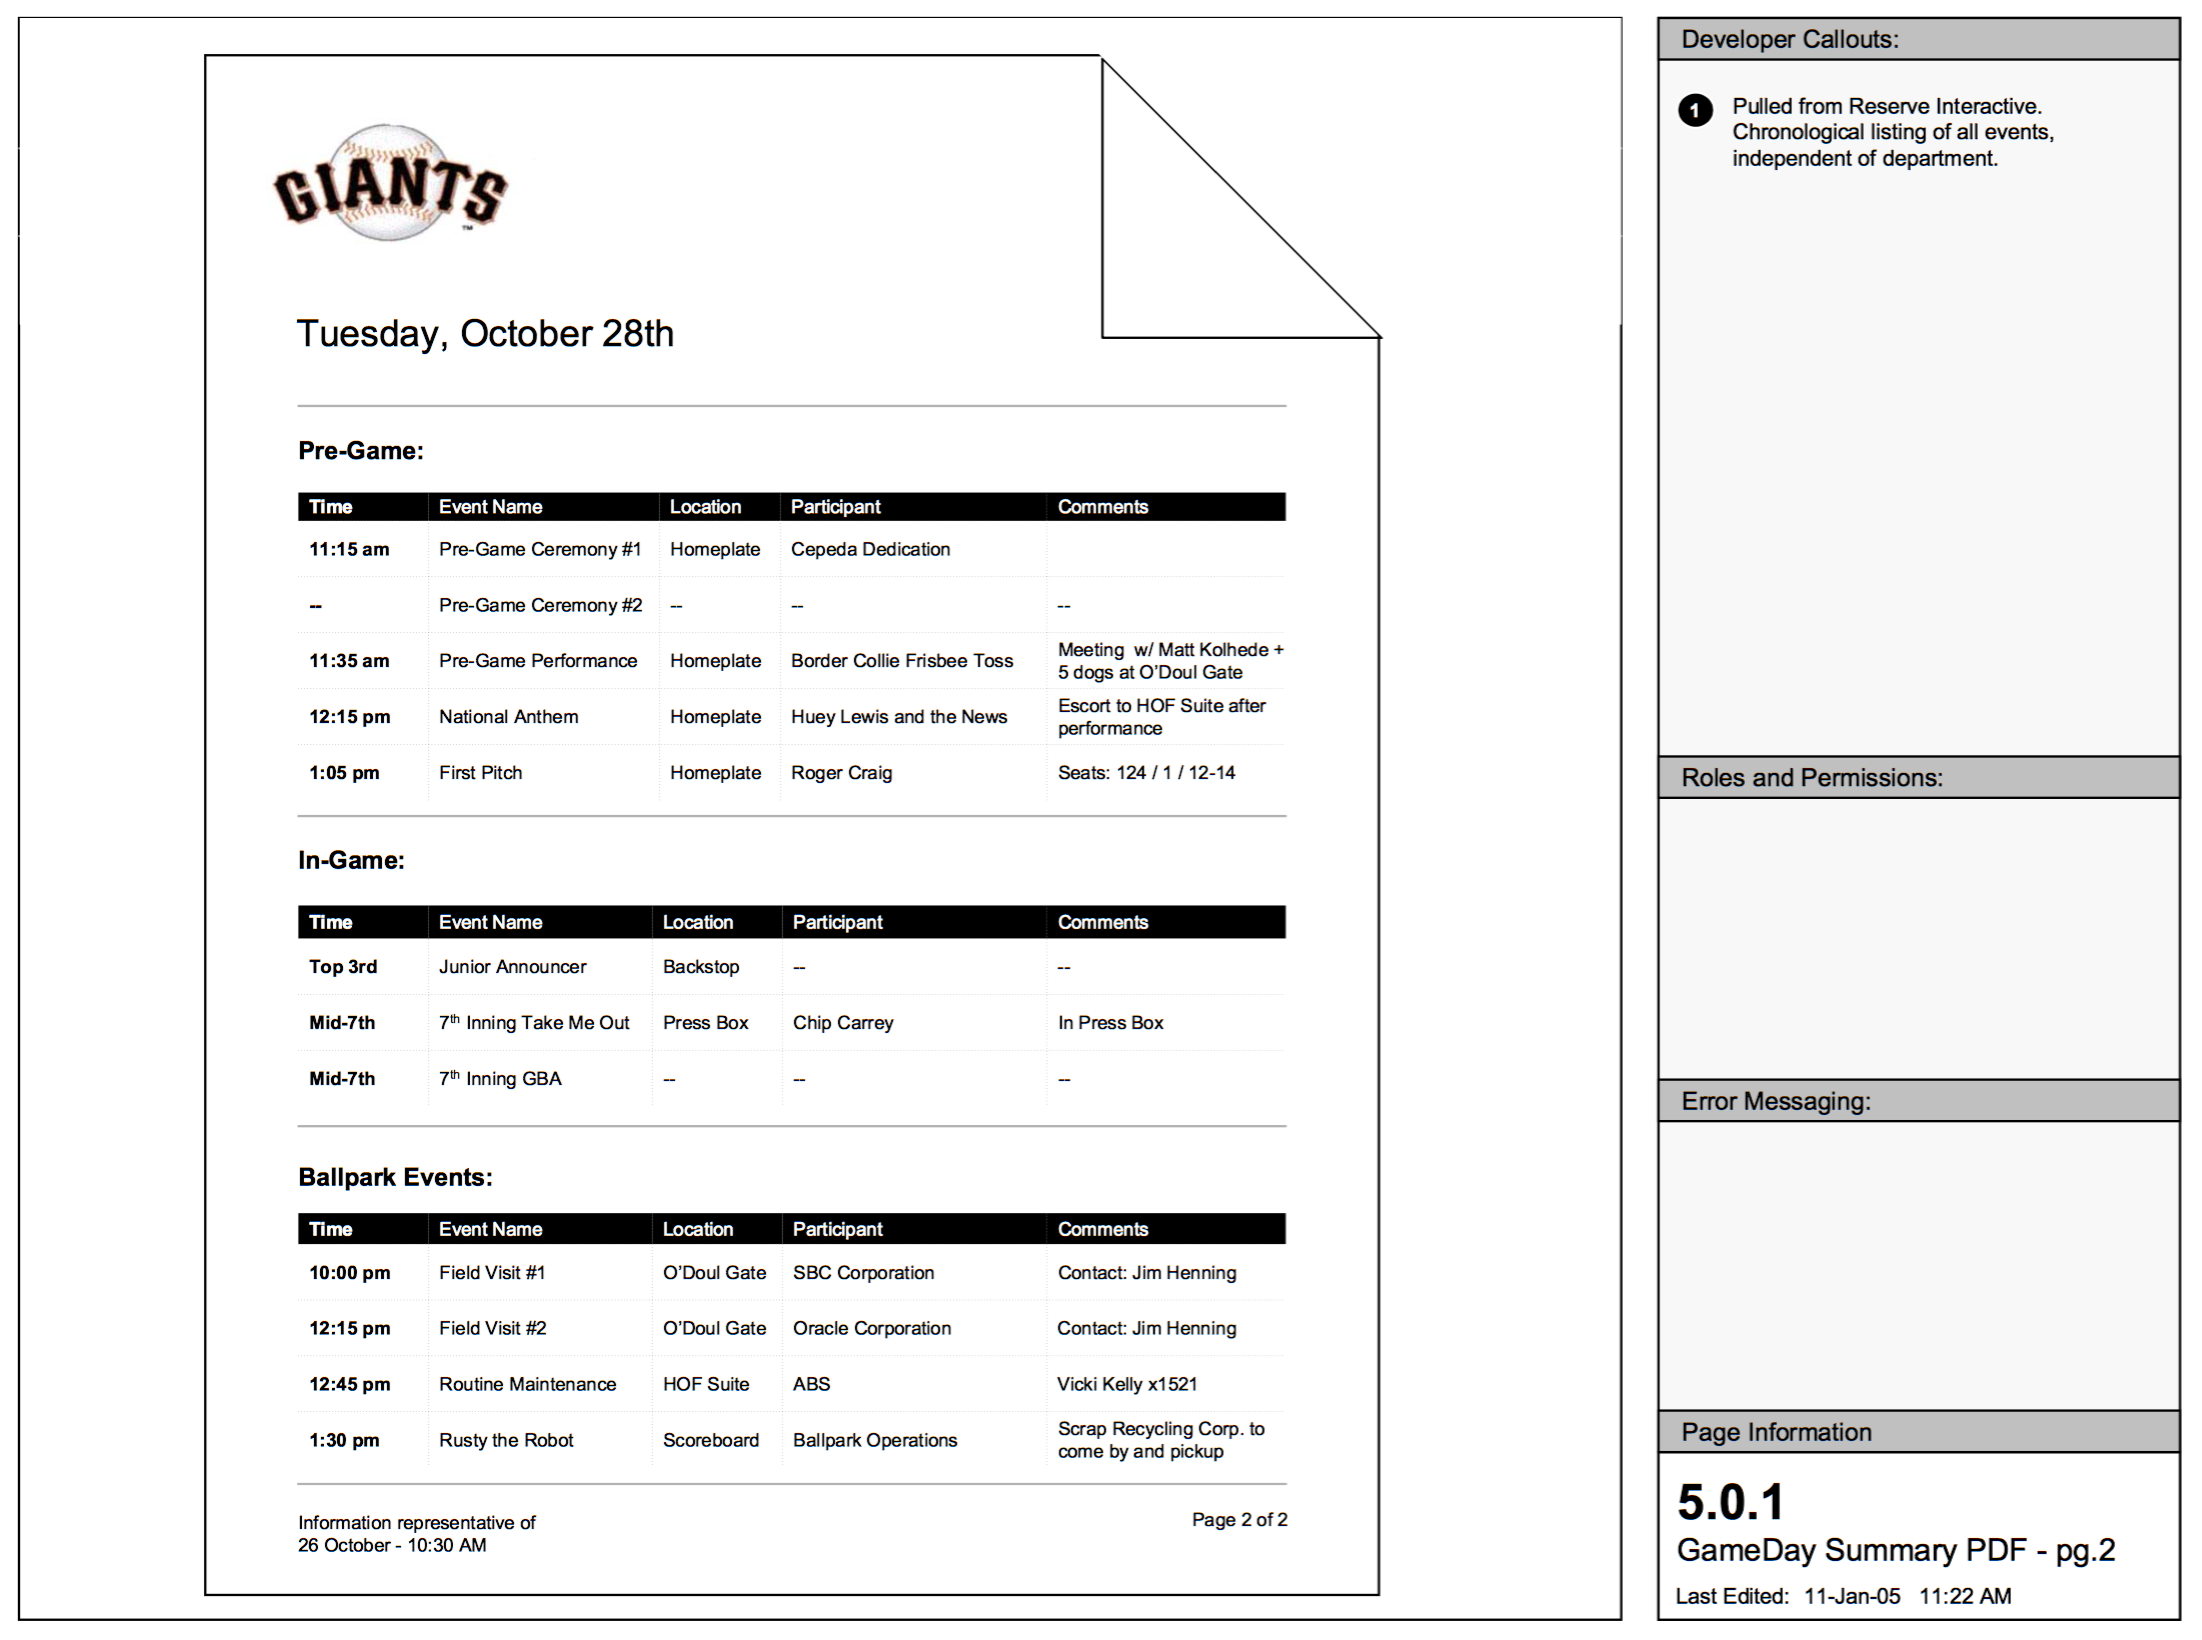 GIANTS
TM
Tuesday, October 28th
Pre-Game:
Time Event Name Location Participant Comments
11:15 am Pre-Game Ceremony #1 Homeplate Cepeda Dedication
-- Pre-Game Ceremony #2 -- -- --
11:35 am Pre-Game Performance Homeplate Border Collie Frisbee Toss Meeting w/ Matt Kolhede +
5 dogs at O'Doul Gate
12:15 pm National Anthem Homeplate Huey Lewis and the News Escort to HOF Suite after
performance
1:05 pm First Pitch Homeplate Roger Craig Seats: 124 / 1 / 12-14
In-Game:
Time Event Name Location Participant Comments
Top 3rd Junior Announcer Backstop -- --
Mid-7th 7th Inning Take Me Out Press Box Chip Carrey In Press Box
Mid-7th 7th Inning GBA -- -- --
Ballpark Events:
Time Event Name Location Participant Comments
10:00 pm Field Visit #1 O'Doul Gate SBC Corporation Contact: Jim Henning
12:15 pm Field Visit #2 O'Doul Gate Oracle Corporation Contact: Jim Henning
12:45 pm Routine Maintenance HOF Suite ABS Vicki Kelly x1521
1:30 pm Rusty the Robot Scoreboard Ballpark Operations Scrap Recycling Corp. to
come by and pickup
Information representative of
26 October - 10:30 AM
Page 2 of 2
Developer Callouts:
1 Pulled from Reserve Interactive.
Chronological listing of all events,
independent of department.
Roles and Permissions:
Error Messaging:
Page Information
5.0.1
GameDay Summary PDF - pg.2
Last Edited: 11-Jan-05 11:22 AM